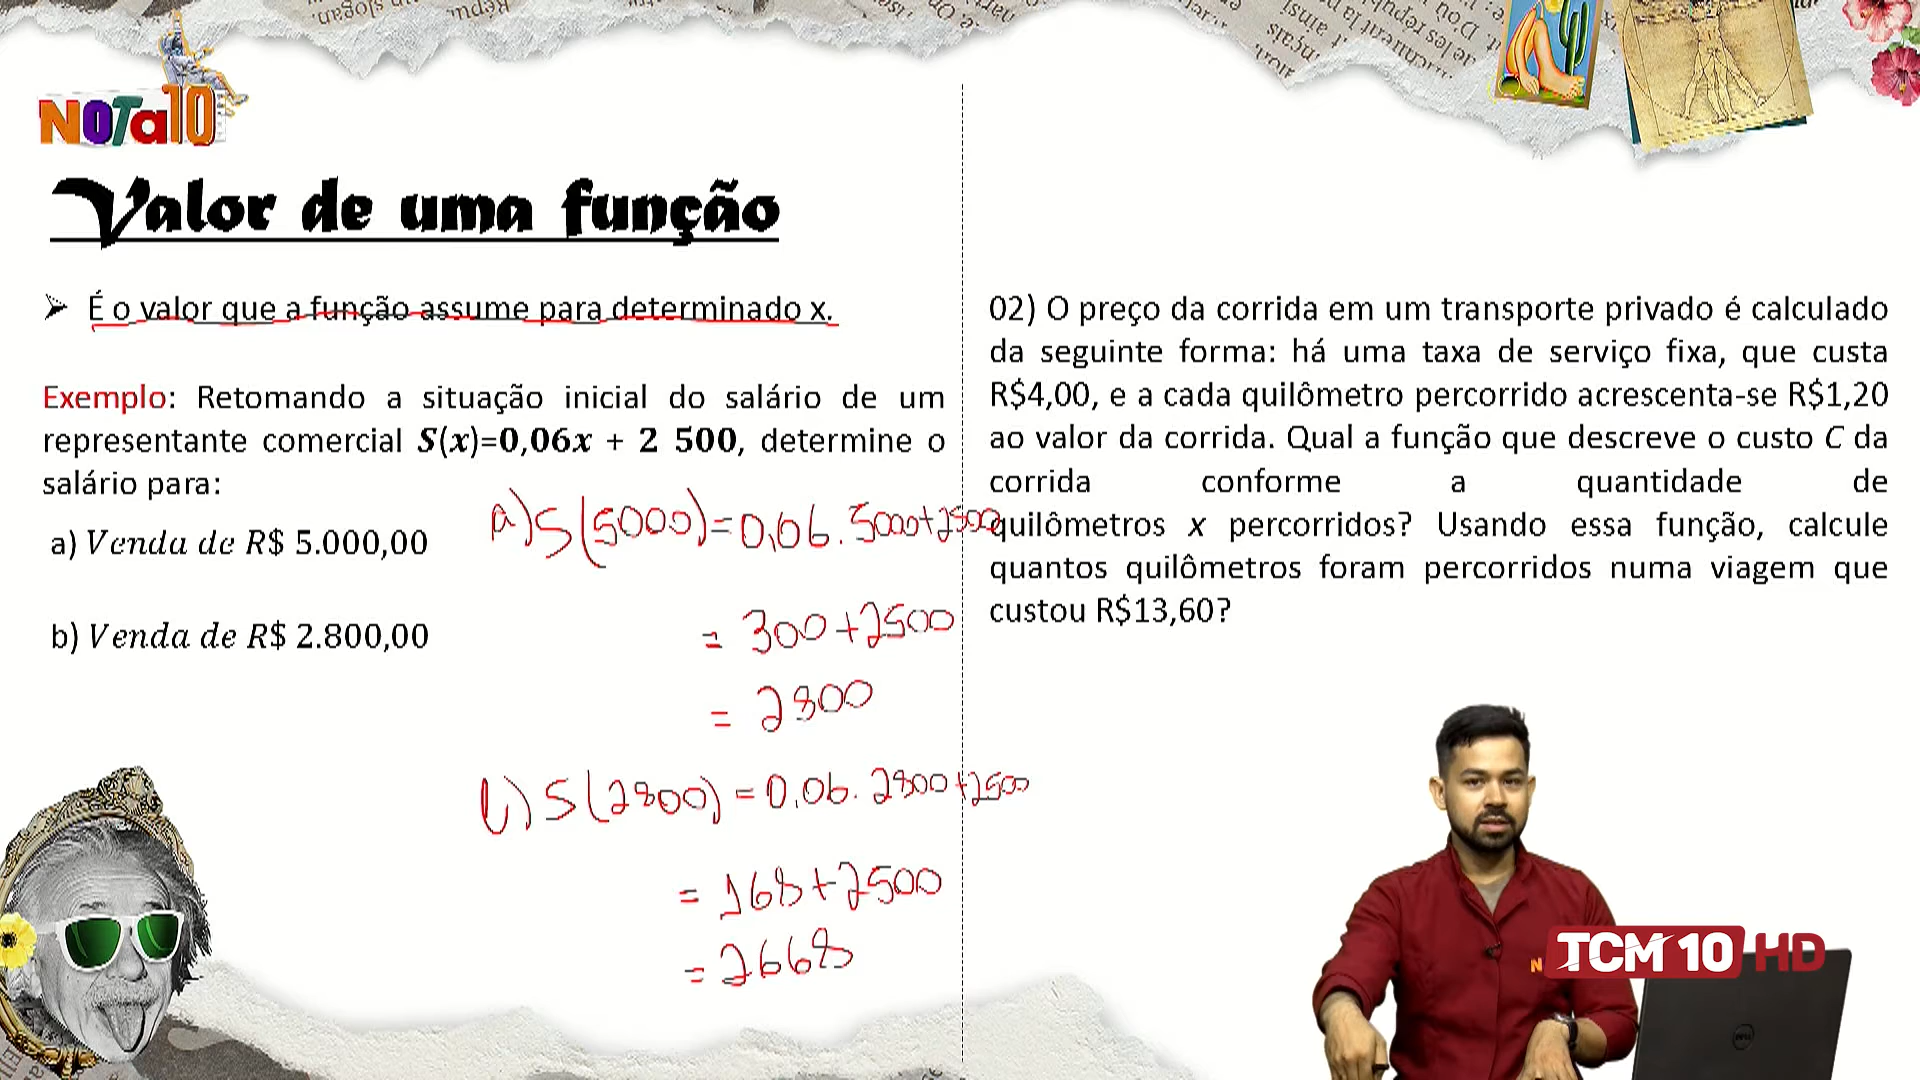 NOTa10
Valor de uma função
➢ É o valor que a função assume para determinado x.
Exemplo: Retomando a situação inicial do salário de um
representante comercial S(x)=0,06x + 2 500, determine o
salário para:
a) Venda de R$ 5.000,00
b) Venda de R$ 2.800,00
a) S(5000) = 0,06 . 5000+2500
= 300+2500
= 2800
b) S(2800) = 0,06. 2800+2500
= 168+2500
= 2668
02) O preço da corrida em um transporte privado é calculado
da seguinte forma: há uma taxa de serviço fixa, que custa
R$4,00, e a cada quilômetro percorrido acrescenta-se R$1,20
ao valor da corrida. Qual a função que descreve o custo C da
corrida conforme a quantidade de
quilômetros x percorridos? Usando essa função, calcule
quantos quilômetros foram percorridos numa viagem que
custou R$13,60?
TCM 10 HD
DELL